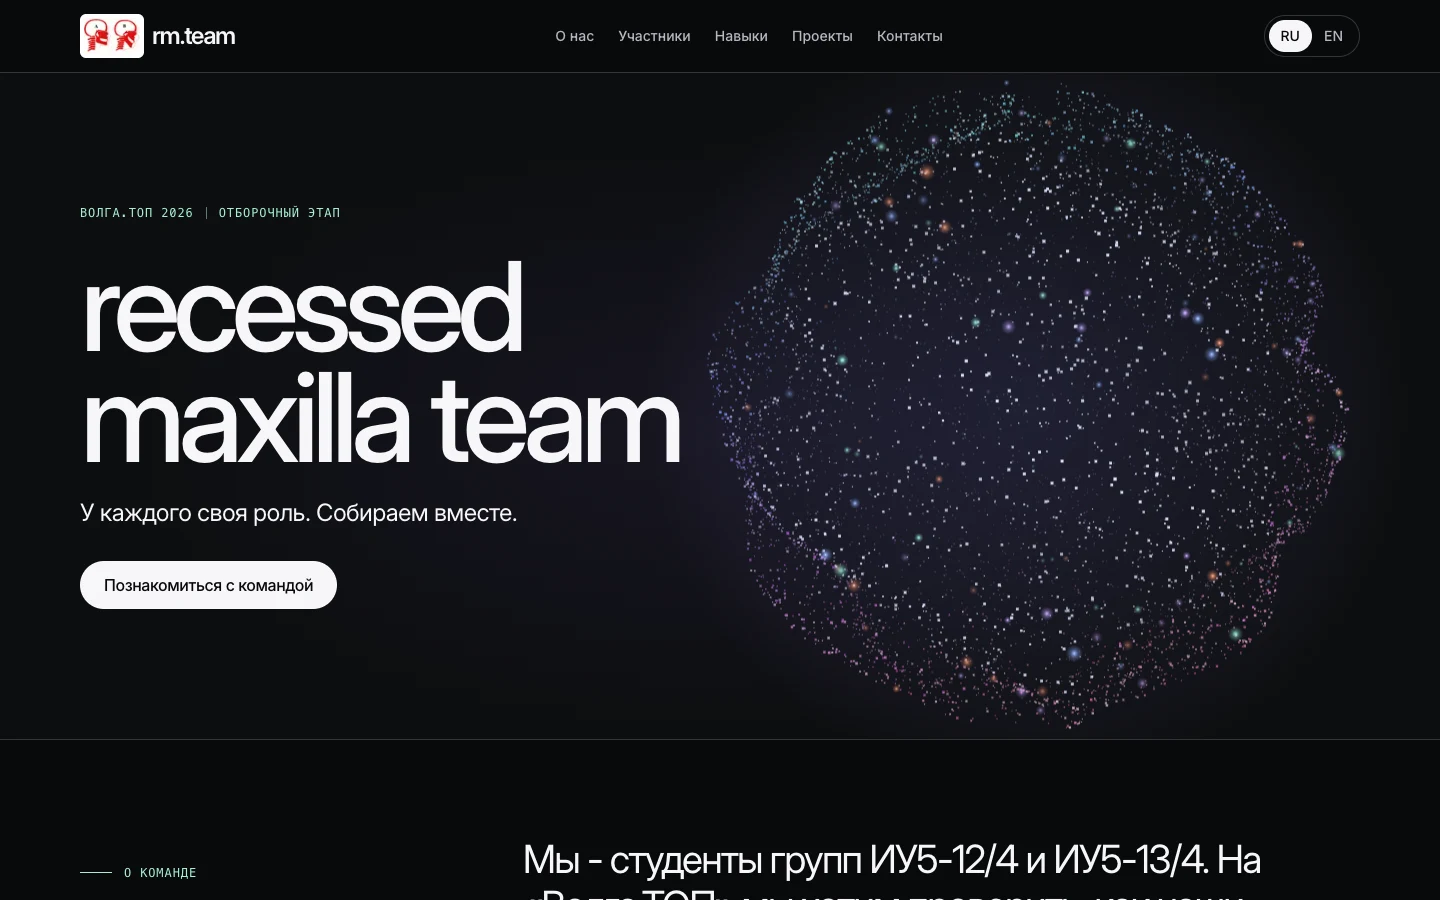 rm.team
О нас
Участники
Навыки
Проекты
Контакты
RU
EN
ВОЛГА.ТОП 2026 | ОТБОРОЧНЫЙ ЭТАП
recessed
maxilla team
У каждого своя роль. Собираем вместе.
Познакомиться с командой
О КОМАНДЕ
Мы - студенты групп ИУ5-12/4 и ИУ5-13/4. На